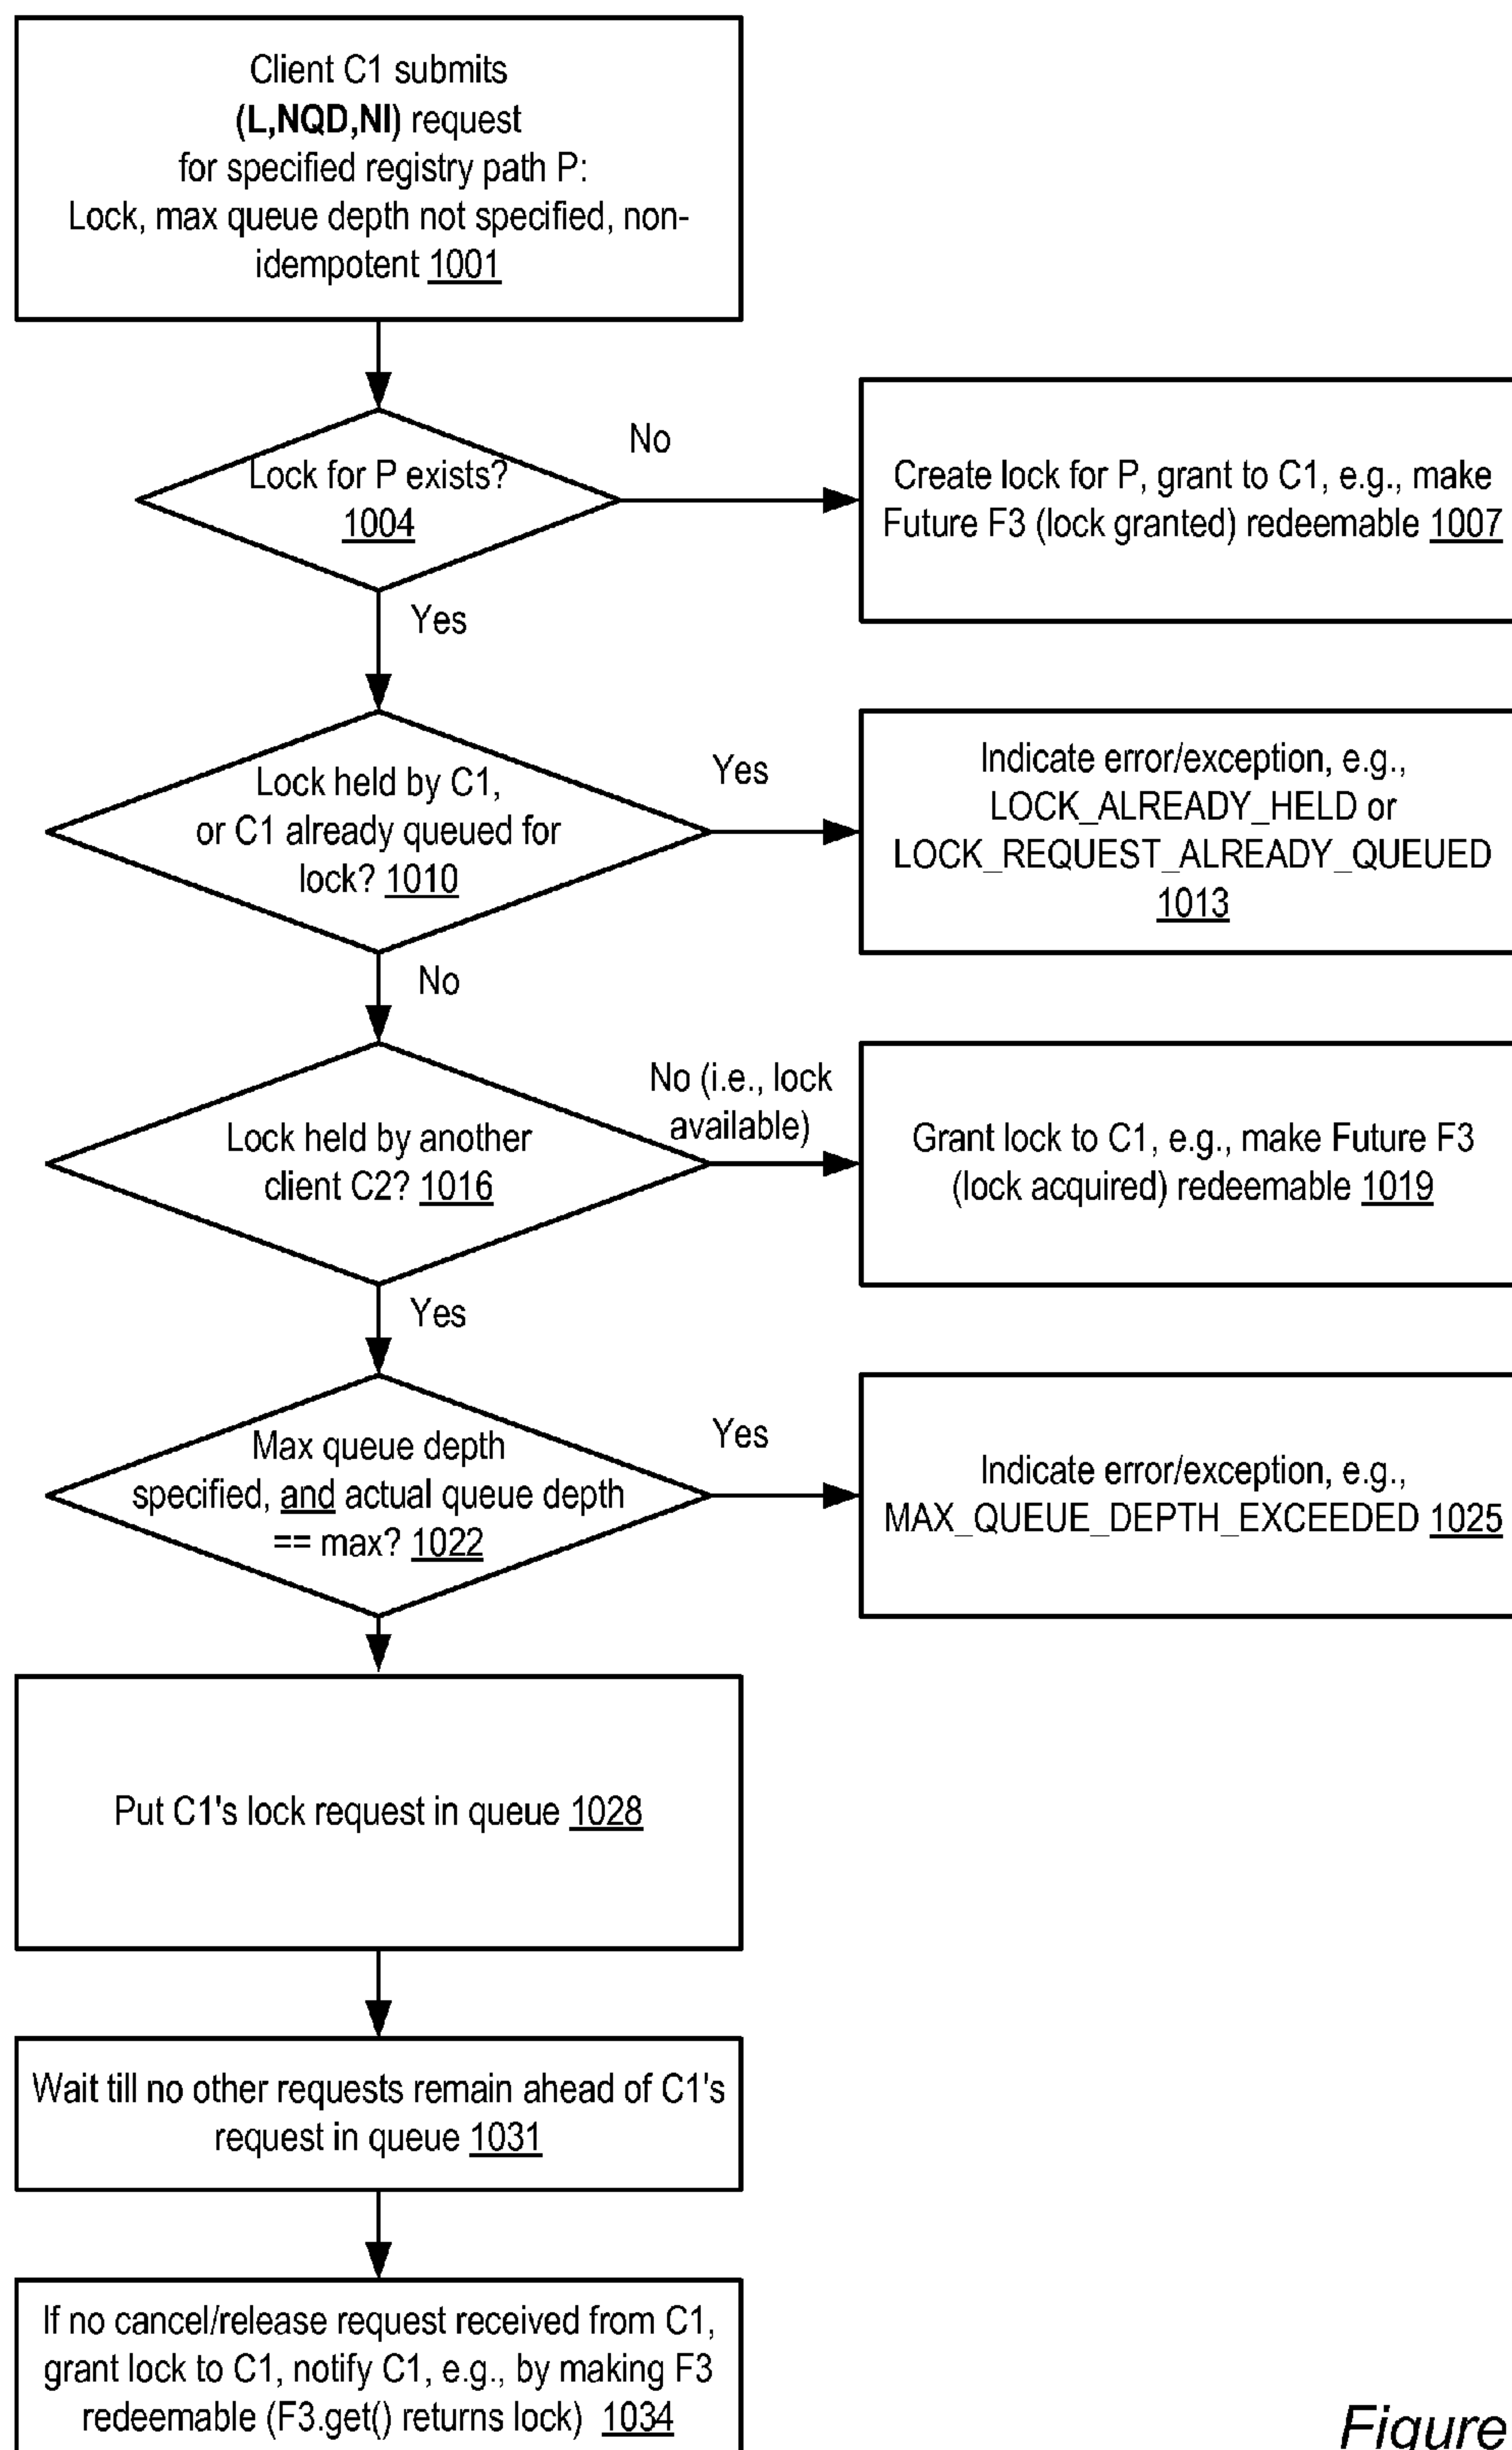 Client C1 submits
(L,NQD,NI) request
for specified registry path P:
Lock, max queue depth not specified, non-
idempotent 1001
No
Lock for P exists?
1004
Create lock for P, grant to C1, e.g., make
Future F3 (lock granted) redeemable 1007
Yes
Lock held by C1,
or C1 already queued for
lock? 1010
Yes
Indicate error/exception, e.g.,
LOCK_ALREADY_HELD or
LOCK_REQUEST_ALREADY_QUEUED
1013
No
Lock held by another
client C2? 1016
No (i.e., lock
available)
Grant lock to C1, e.g., make Future F3
(lock acquired) redeemable 1019
Yes
Max queue depth
specified, and actual queue depth
== max? 1022
Yes
Indicate error/exception, e.g.,
MAX_QUEUE_DEPTH_EXCEEDED 1025
Put C1's lock request in queue 1028
Wait till no other requests remain ahead of C1's
request in queue 1031
If no cancel/release request received from C1,
grant lock to C1, notify C1, e.g., by making F3
redeemable (F3.get() returns lock) 1034
Figure